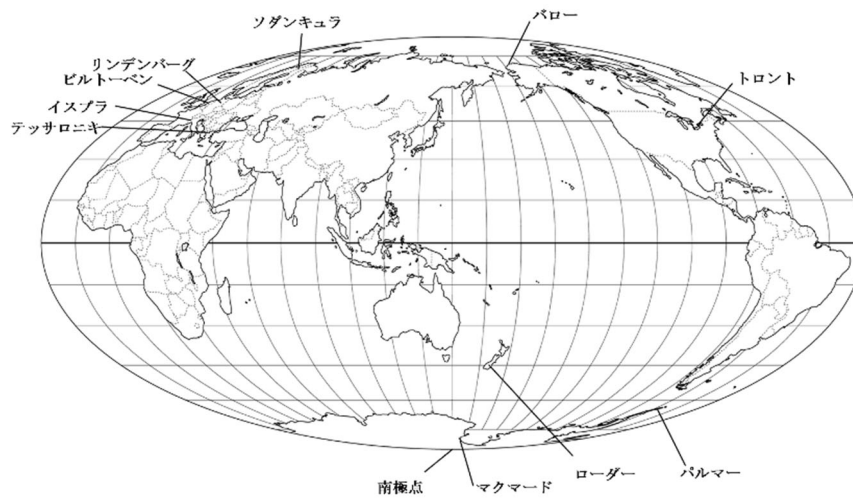 ソダンキュラ
バロー
リンデンバーグ
ビルトーベン
トロント
イスプラ
テッサロニキ
ローダー
パルマー
南極点
マクマード